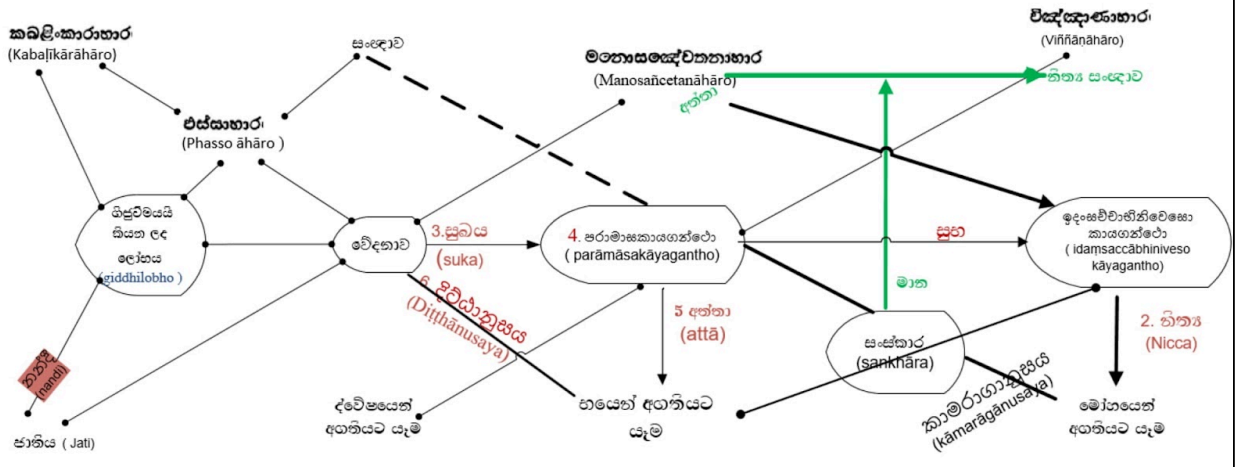 කබළිංකාරාහාර
(Kabaḷīkārāhāro)
සංඥාව
ඵස්සාහාර
(Phasso āhāro )
මනොසඤේචතනාහාර
(Manosañcetanāhāro)
අත්තා
විඤ්ඤාණාහාර
(Viññāṇāhāro)
නිත්‍ය සංඥාව
ගිජුවීමයයි
කියන ලද
ලෝභය
(giddhilobho )
වේදනාව
3.සුඛය
(suka)
4. පරාමාසකායගන්ථො
( parāmāsakāyagantho)
සුභ
ඉදංසච්චාභිනිවෙසො
කායගන්ථො
( idaṃsaccābhiniveso
kāyagantho)
මාන
6. දිට්ඨානුසය
(Diṭṭhānusaya)
5 අත්තා
(attā)
සංස්කාර
(sankhāra)
2. නිත්‍ය
(Nicca)
නන්දි
(nandi)
කාමරාගානුසය
(kāmarāgānusaya)
ජාතිය ( Jati)
ද්වේෂයෙන්
අගතියට යෑම
භයෙන් අගතියට
යෑම
මෝහයෙන්
අගතියට යෑම